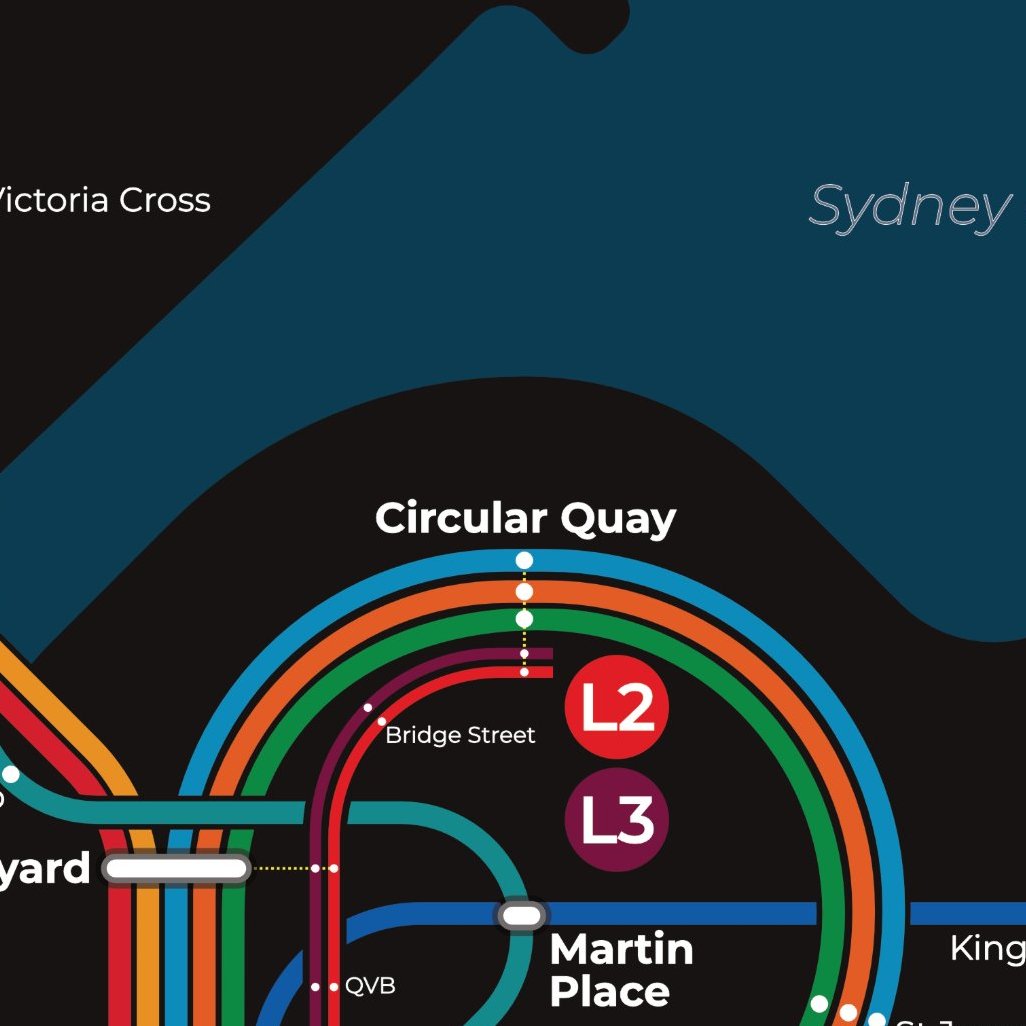 Victoria Cross
Sydney
Circular Quay
L2
Bridge Street
L3
yard
Martin
Place
King
QVB